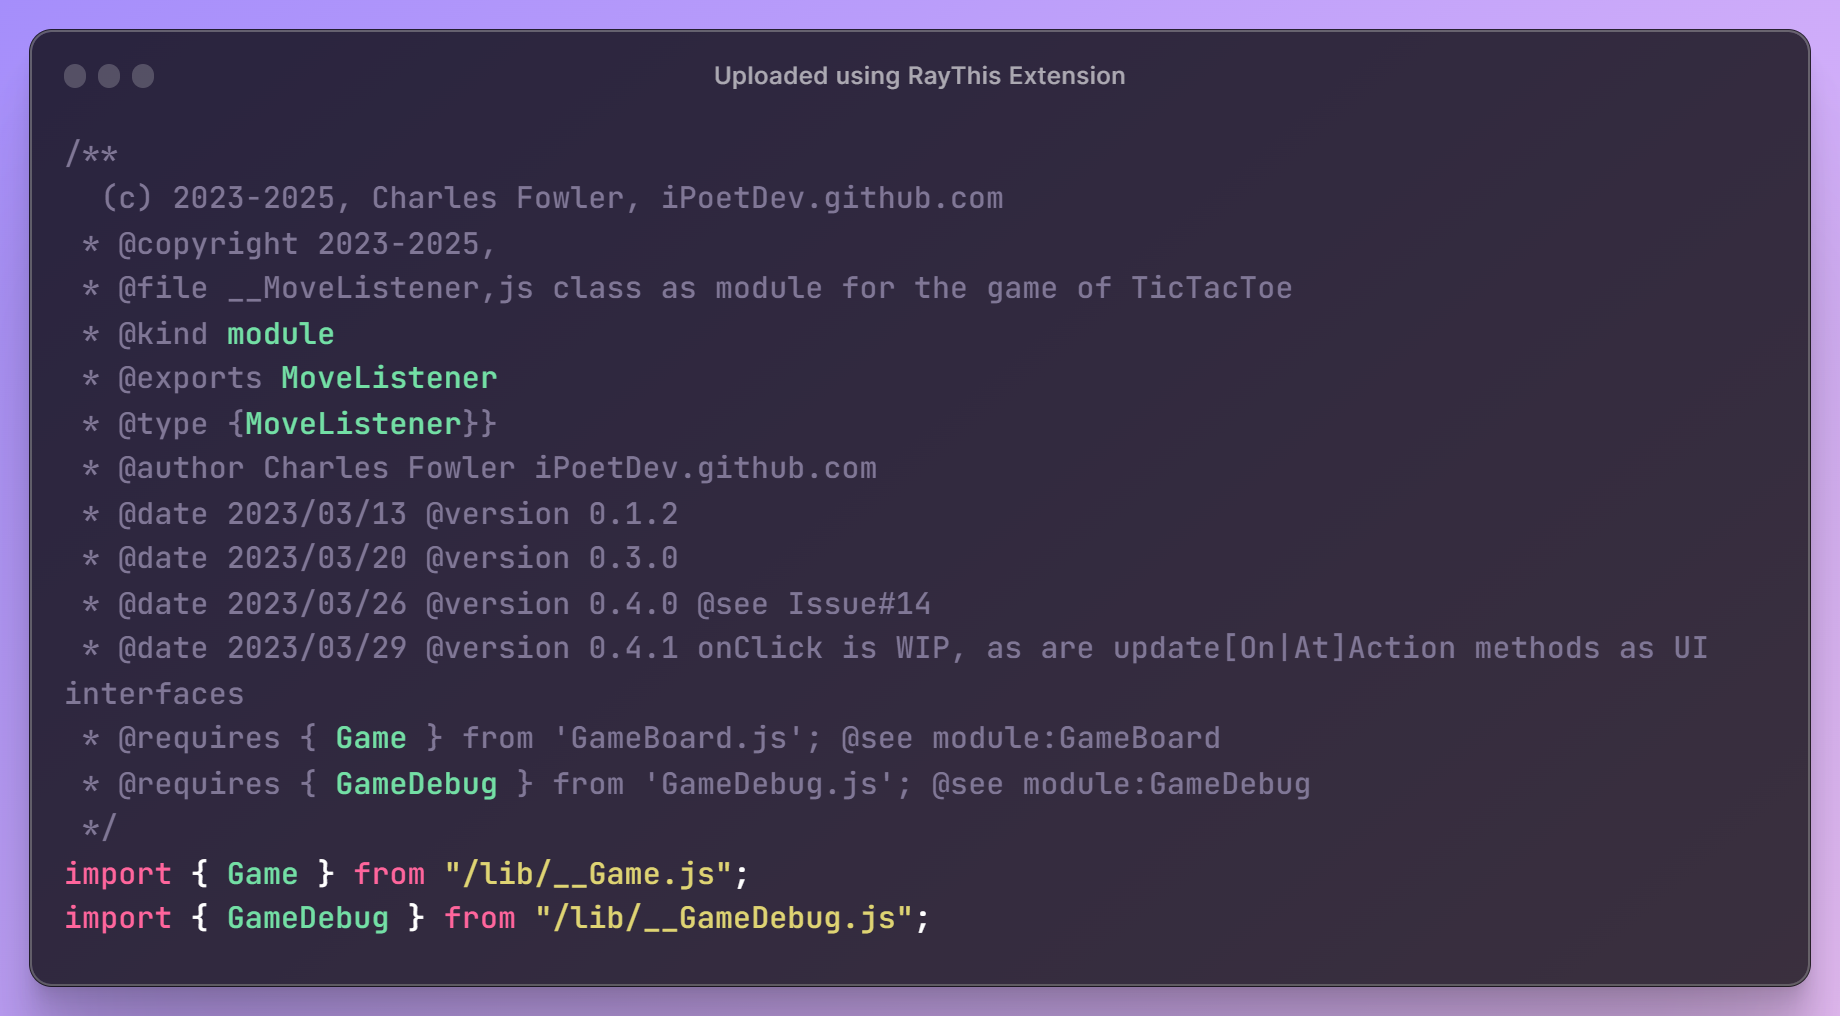 Uploaded using RayThis Extension
/**
  (c) 2023-2025, Charles Fowler, iPoetDev.github.com
 * @copyright 2023-2025,
 * @file __MoveListener,js class as module for the game of TicTacToe
 * @kind module
 * @exports MoveListener
 * @type {MoveListener}}
 * @author Charles Fowler iPoetDev.github.com
 * @date 2023/03/13 @version 0.1.2
 * @date 2023/03/20 @version 0.3.0
 * @date 2023/03/26 @version 0.4.0 @see Issue#14
 * @date 2023/03/29 @version 0.4.1 onClick is WIP, as are update[On|At]Action methods as UI
interfaces
 * @requires { Game } from 'GameBoard.js'; @see module:GameBoard
 * @requires { GameDebug } from 'GameDebug.js'; @see module:GameDebug
 */
import { Game } from "/lib/__Game.js";
import { GameDebug } from "/lib/__GameDebug.js";